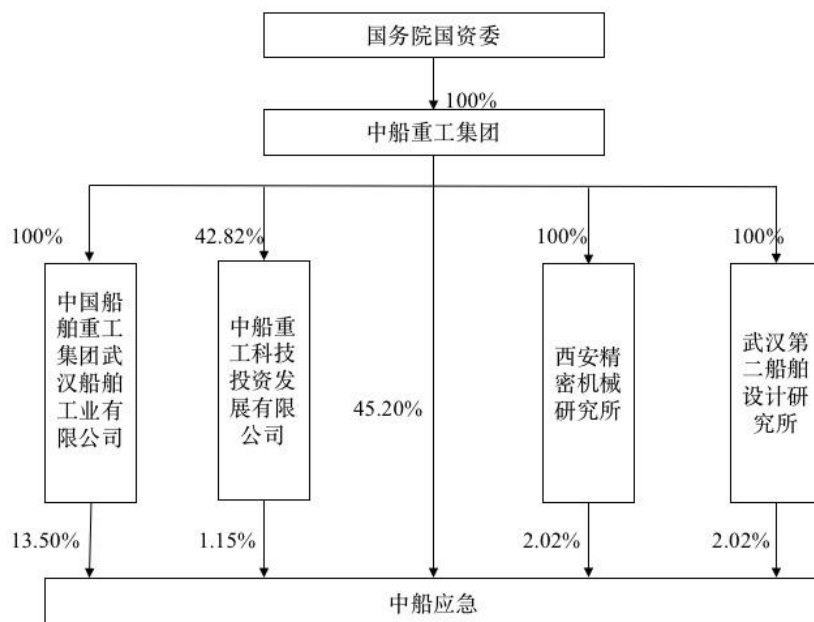 国务院国资委
100%
中船重工集团
100%
42.82%
100%
100%
中国船
舶重工
集团武
汉船舶
工业有
限公司
中船重
工科技
投资发
展有限
公司
45.20%
西安精
密机械
研究所
武汉第
二船舶
设计研
究所
13.50%
1.15%
2.02%
2.02%
中船应急